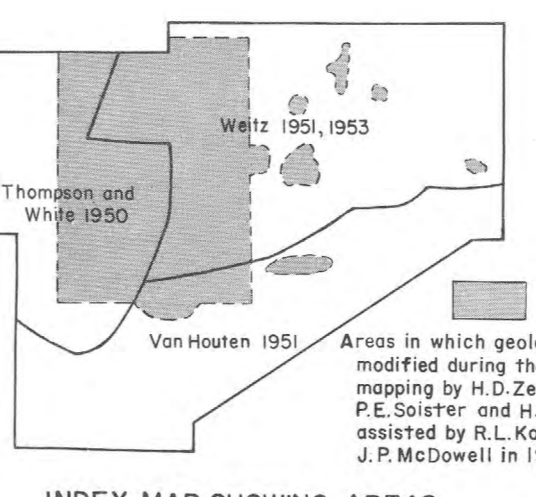 Weitz 1951, 1953
Thompson and
White 1950
Van Houten 1951
Areas in which geol
modified during th
mapping by H.D. Ze
P.E. Soister and H.
assisted by R.L. Ko
J.P. McDowell in 1
INDEX MAP SHOWING AREAS